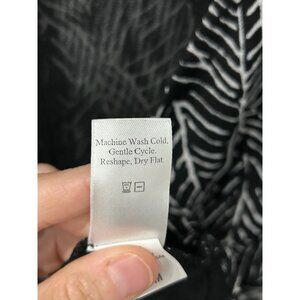 Machine Wash Cold.
Gentle Cycle.
Reshape, Dry Flat.